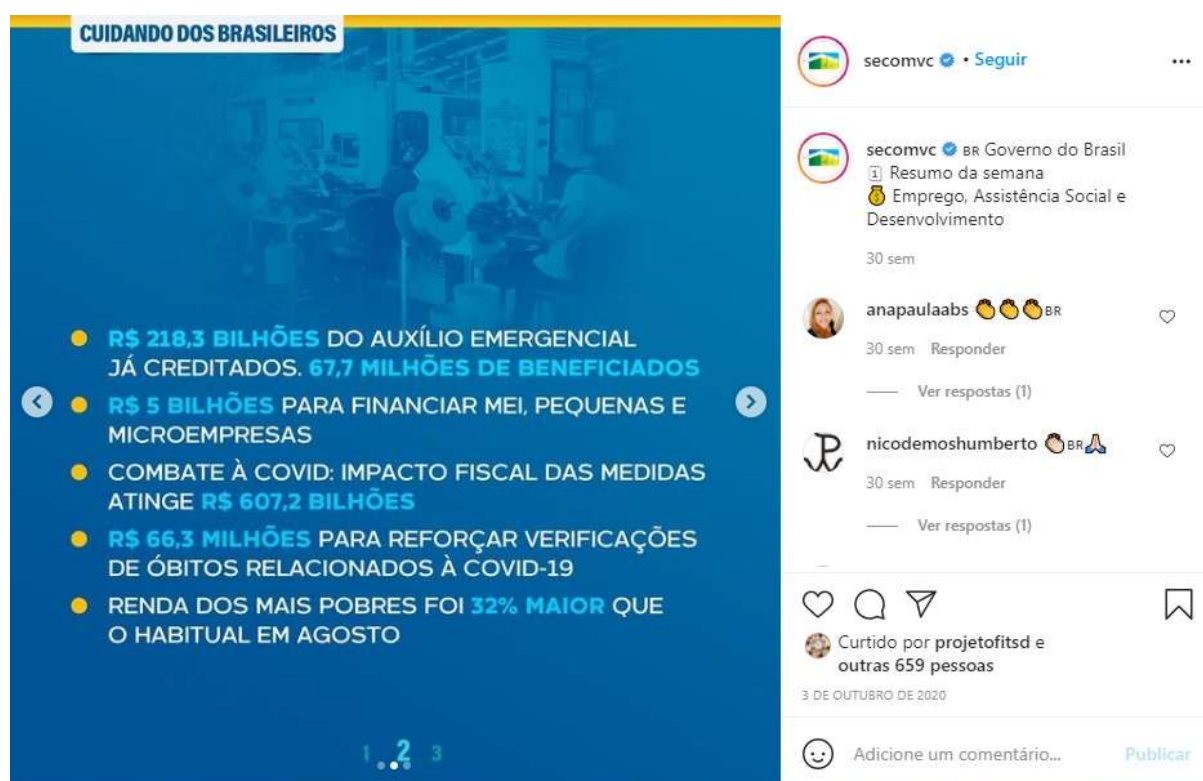 CUIDANDO DOS BRASILEIROS
R$ 218,3 BILHÕES DO AUXÍLIO EMERGENCIAL
JÁ CREDITADOS. 67,7 MILHÕES DE BENEFICIADOS
R$ 5 BILHÕES PARA FINANCIAR MEI, PEQUENAS E
MICROEMPRESAS
COMBATE À COVID: IMPACTO FISCAL DAS MEDIDAS
ATINGE R$ 607,2 BILHÕES
R$ 66,3 MILHÕES PARA REFORÇAR VERIFICAÇÕES
DE ÓBITOS RELACIONADOS À COVID-19
RENDA DOS MAIS POBRES FOI 32% MAIOR QUE
O HABITUAL EM AGOSTO
1 2 3
secomvc • Seguir
secomvc BR Governo do Brasil
1 Resumo da semana
Emprego, Assistência Social e
Desenvolvimento
30 sem
anapaulaabs BR
30 sem Responder
Ver respostas (1)
nicodemoshumberto BR
30 sem Responder
Ver respostas (1)
Curtido por projetofitsd e
outras 659 pessoas
3 DE OUTUBRO DE 2020
Adicione um comentário... Publicar